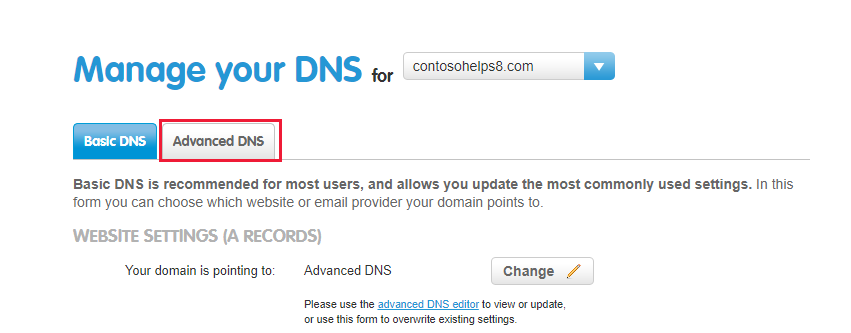 Manage your DNS for contosohelps8.com
Basic DNS Advanced DNS
Basic DNS is recommended for most users, and allows you update the most commonly used settings. In this
form you can choose which website or email provider your domain points to.
WEBSITE SETTINGS (A RECORDS)
Your domain is pointing to: Advanced DNS Change
Please use the advanced DNS editor to view or update,
or use this form to overwrite existing settings.